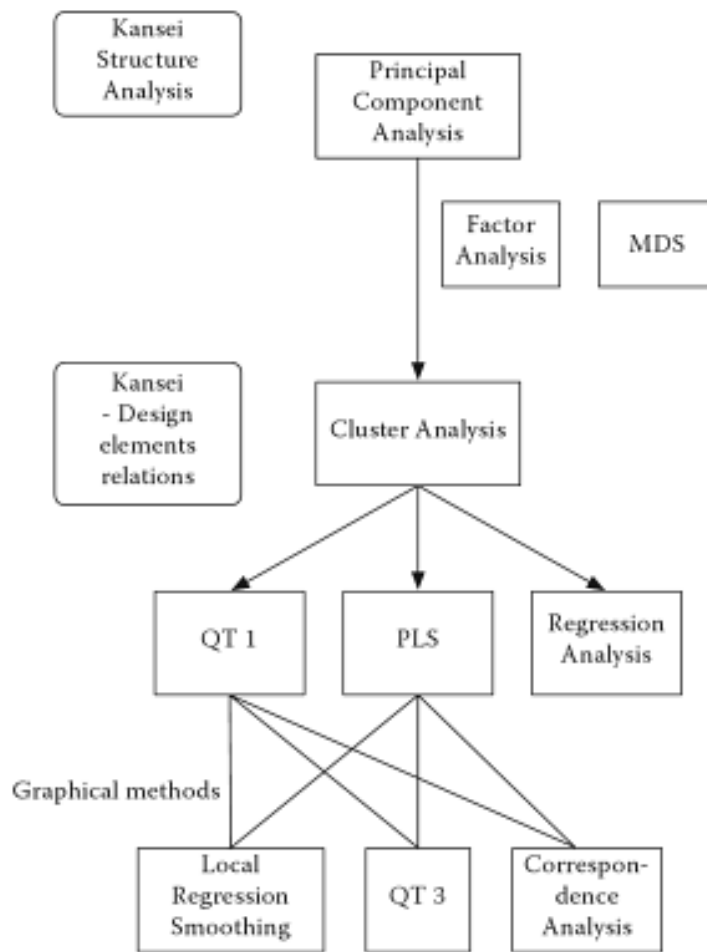 Kansei
Structure
Analysis
Principal
Component
Analysis
Factor
Analysis
MDS
Kansei
- Design
elements
relations
Cluster Analysis
QT 1
PLS
Regression
Analysis
Graphical methods
Local
Regression
Smoothing
QT 3
Correspon-
dence
Analysis